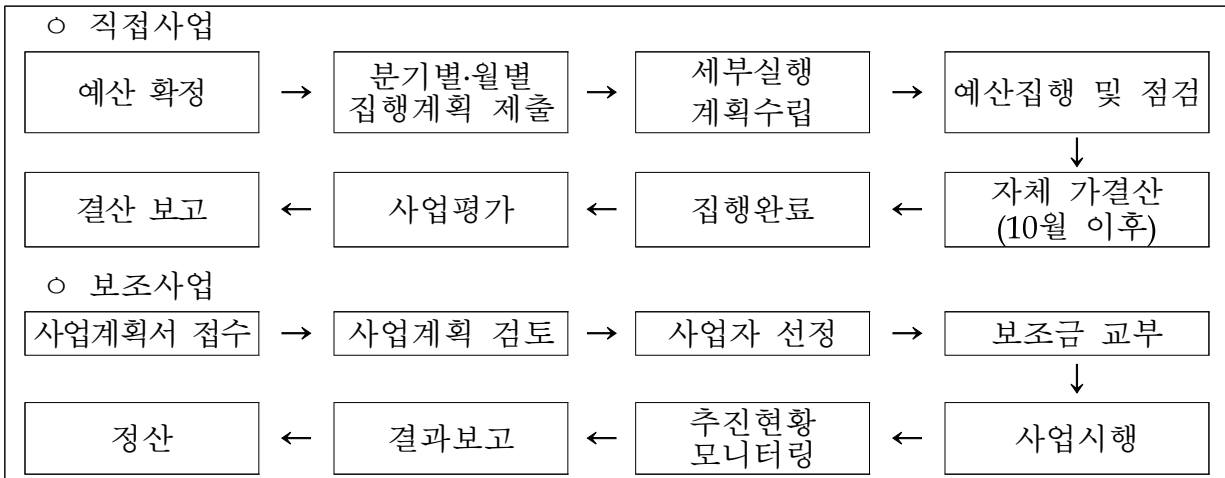 ○ 직접사업
예산 확정 → 분기별·월별 집행계획 제출 → 세부실행 계획수립 → 예산집행 및 점검
↓
결산 보고 ← 사업평가 ← 집행완료 ← 자체 가결산 (10월 이후)
○ 보조사업
사업계획서 접수 → 사업계획 검토 → 사업자 선정 → 보조금 교부
↓
정산 ← 결과보고 ← 추진현황 모니터링 ← 사업시행